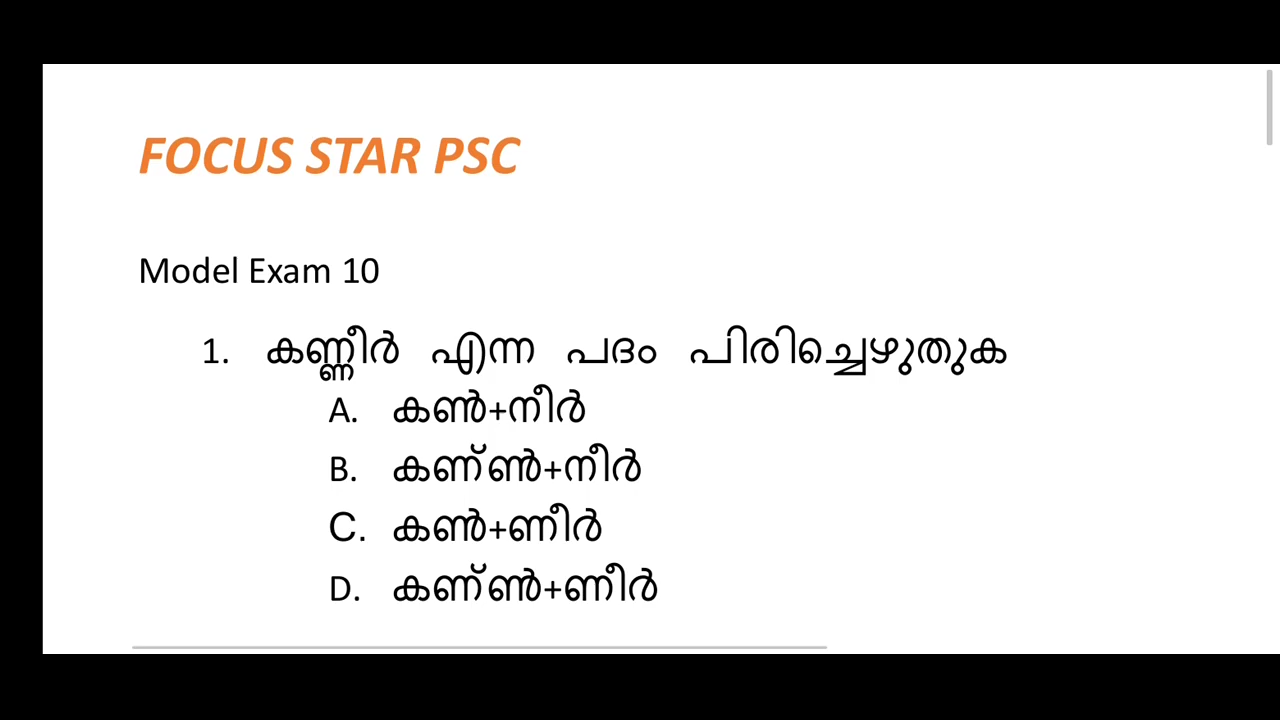 FOCUS STAR PSC
Model Exam 10
1. കണ്ണീർ എന്ന പദം പിരിച്ചെഴുതുക
A. കൺ+നീർ
B. കണ്ൺ+നീർ
C. കൺ+ണീർ
D. കണ്ൺ+ണീർ